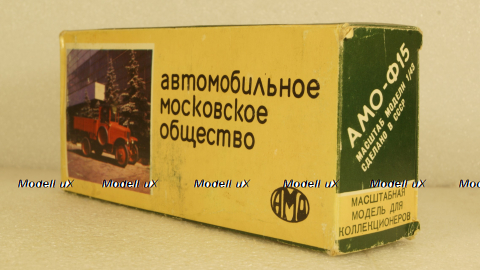 автомобильное
московское
общество
АМО
АМО-Ф15
МАСШТАБ МОДЕЛИ 1/43
СДЕЛАНО В СССР
МАСШТАБНАЯ
МОДЕЛЬ ДЛЯ
КОЛЛЕКЦИОНЕРОВ
Modell uX Modell uX Modell uX Modell uX Modell uX Mode